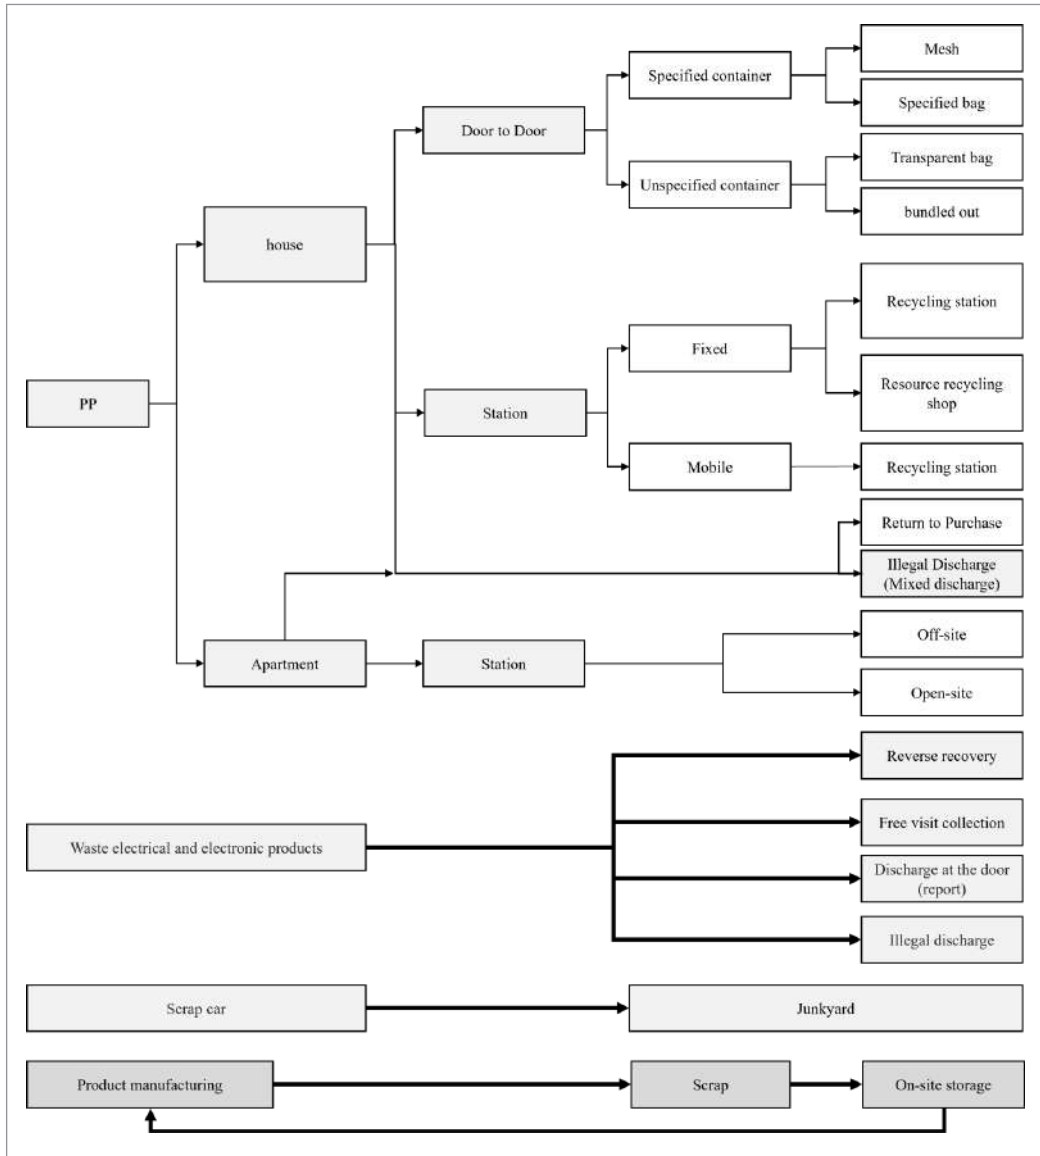 Mesh
Specified container
Specified bag
Door to Door
Transparent bag
Unspecified container
bundled out
house
Recycling station
Fixed
PP
Resource recycling
shop
Station
Mobile
Recycling station
Return to Purchase
Illegal Discharge
(Mixed discharge)
Off-site
Apartment
Station
Open-site
Reverse recovery
Free visit collection
Waste electrical and electronic products
Discharge at the door
(report)
Illegal discharge
Scrap car
Junkyard
Product manufacturing
Scrap
On-site storage